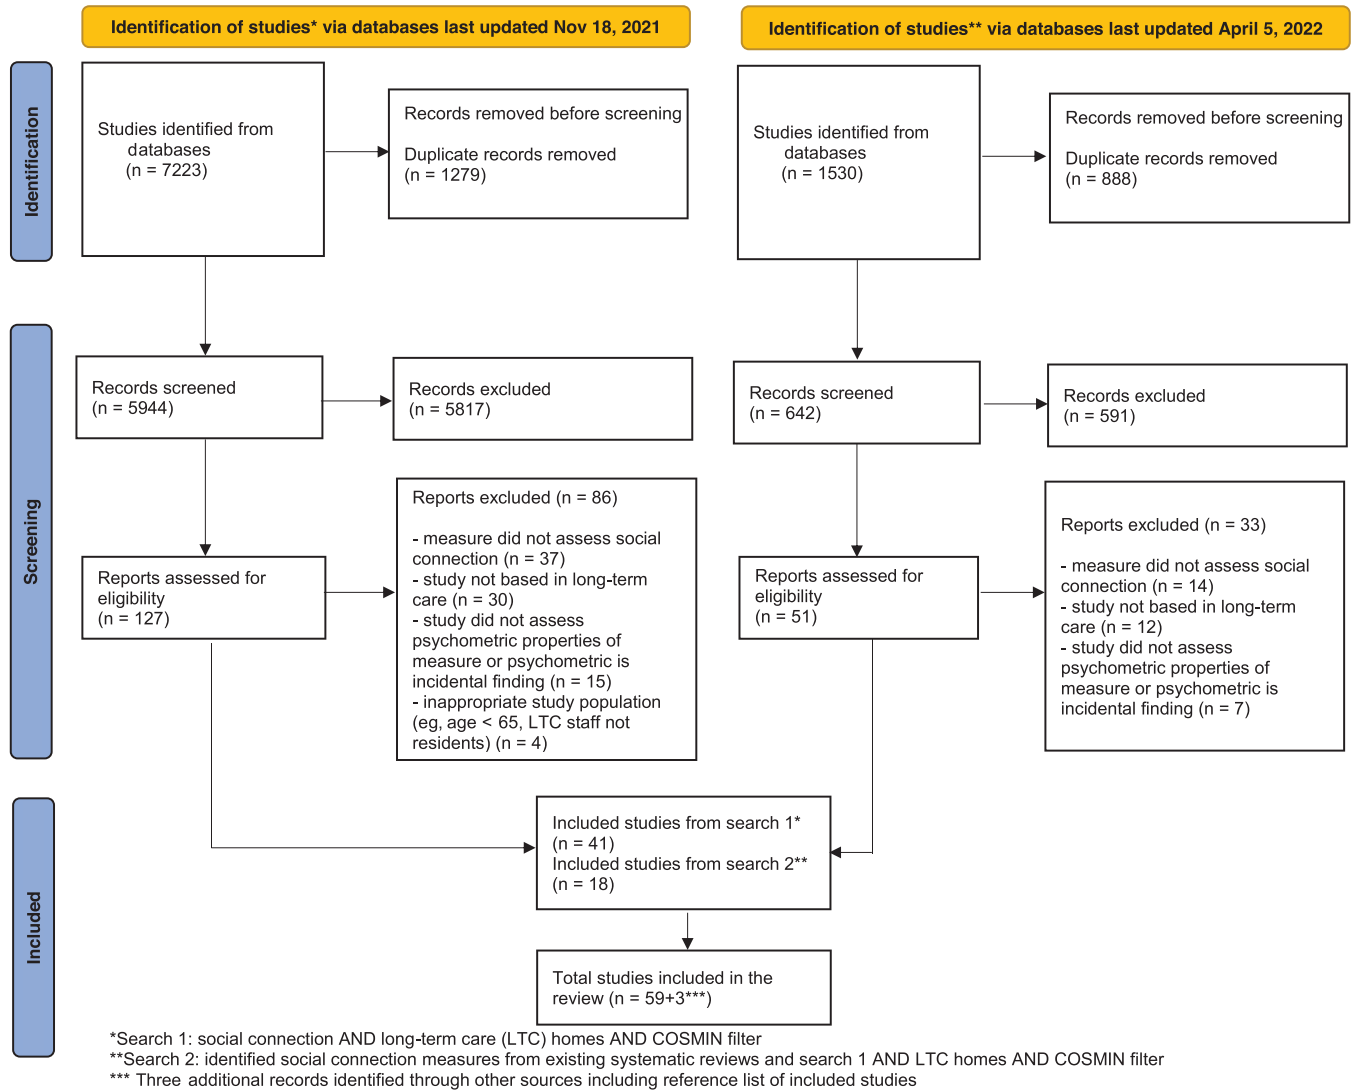 Identification of studies* via databases last updated Nov 18, 2021
Identification of studies** via databases last updated April 5, 2022
Identification
Studies identified from
databases
(n = 7223)
Records removed before screening
Duplicate records removed
(n = 1279)
Studies identified from
databases
(n = 1530)
Records removed before screening
Duplicate records removed
(n = 888)
Screening
Records screened
(n = 5944)
Records excluded
(n = 5817)
Records screened
(n = 642)
Records excluded
(n = 591)
Reports assessed for
eligibility
(n = 127)
Reports excluded (n = 86)
- measure did not assess social
connection (n = 37)
- study not based in long-term
care (n = 30)
- study did not assess
psychometric properties of
measure or psychometric is
incidental finding (n = 15)
- inappropriate study population
(eg, age < 65, LTC staff not
residents) (n = 4)
Reports assessed for
eligibility
(n = 51)
Reports excluded (n = 33)
- measure did not assess social
connection (n = 14)
- study not based in long-term
care (n = 12)
- study did not assess
psychometric properties of
measure or psychometric is
incidental finding (n = 7)
Included
Included studies from search 1*
(n = 41)
Included studies from search 2**
(n = 18)
Total studies included in the
review (n = 59+3***)
*Search 1: social connection AND long-term care (LTC) homes AND COSMIN filter
**Search 2: identified social connection measures from existing systematic reviews and search 1 AND LTC homes AND COSMIN filter
*** Three additional records identified through other sources including reference list of included studies